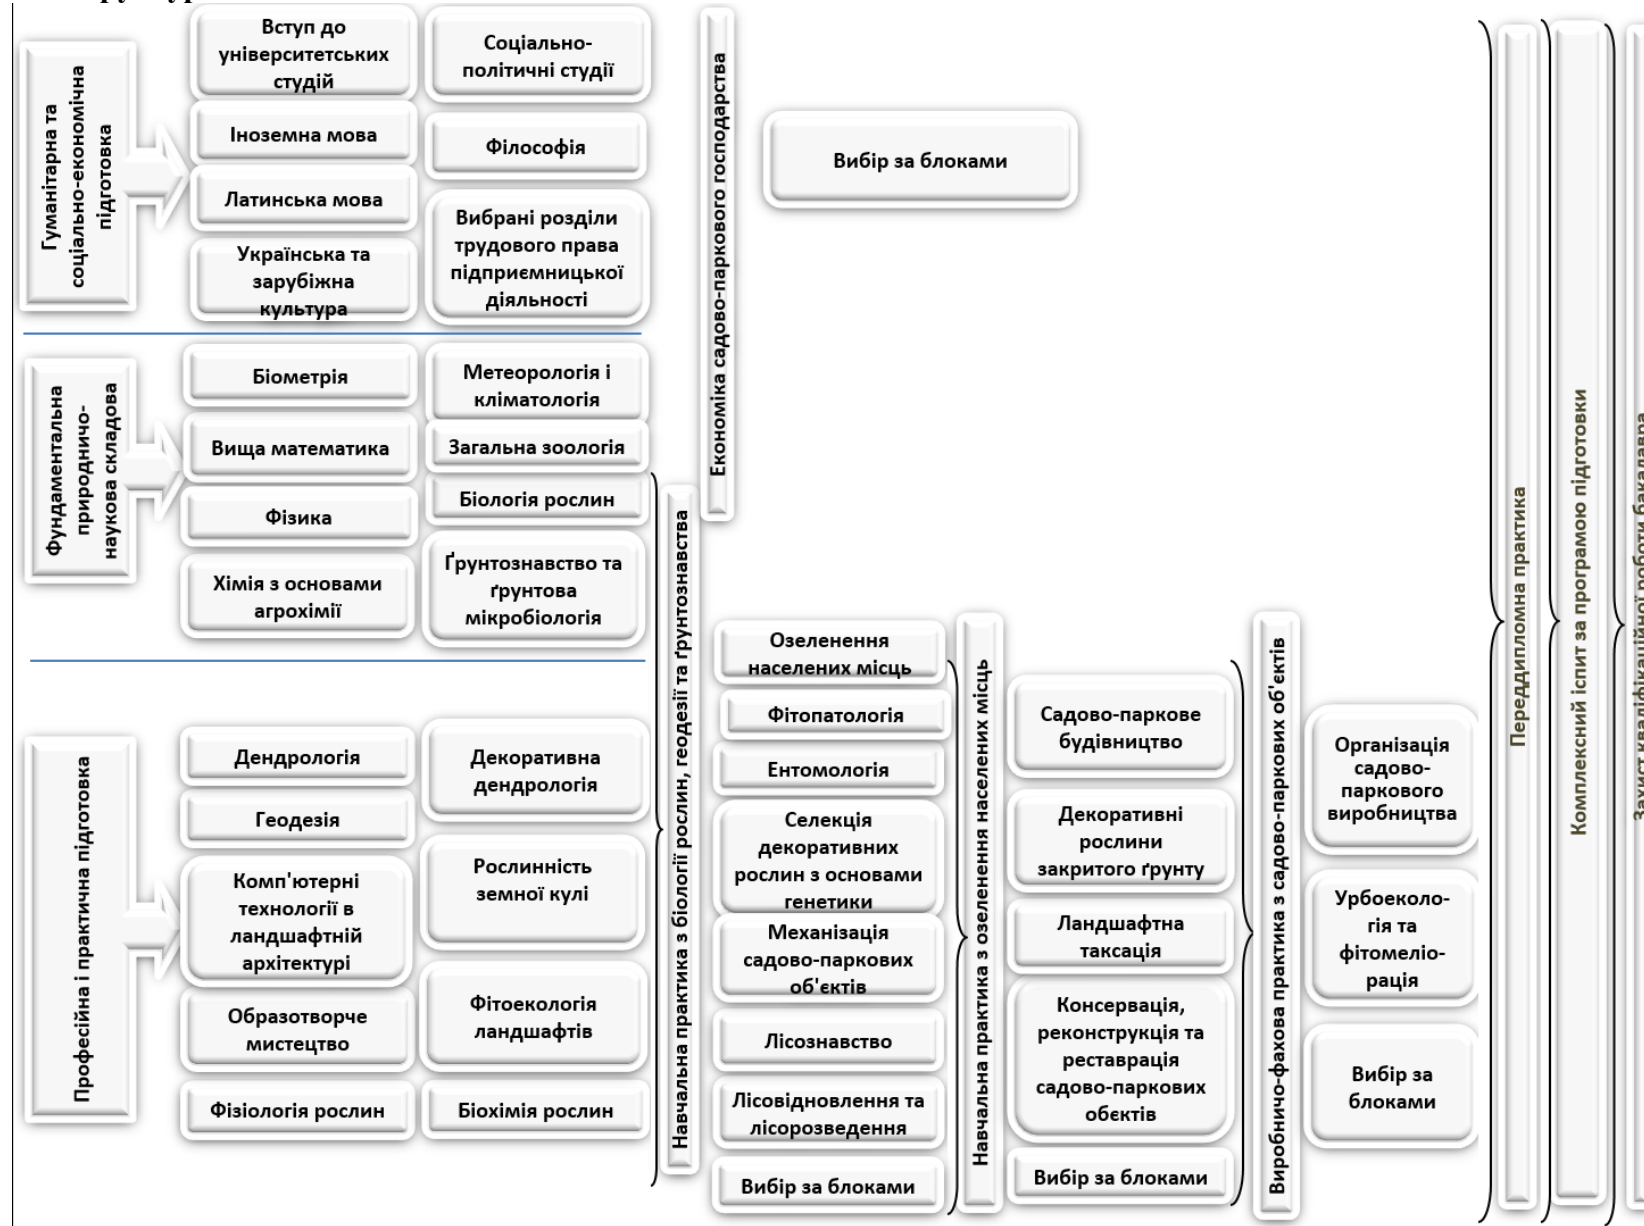 Гуманітарна та
соціально-економічна
підготовка
Вступ до
університетських
студій
Іноземна мова
Латинська мова
Українська та
зарубіжна
культура
Соціально-
політичні студії
Філософія
Вибрані розділи
трудового права
підприємницької
діяльності
Економіка садово-паркового господарства
Вибір за блоками
Фундаментальна
природничо-
наукова складова
Біометрія
Вища математика
Фізика
Хімія з основами
агрохімії
Метеорологія і
кліматологія
Загальна зоологія
Біологія рослин
Ґрунтознавство та
ґрунтова
мікробіологія
Професійна і практична підготовка
Дендрологія
Геодезія
Комп'ютерні
технології в
ландшафтній
архітектурі
Образотворче
мистецтво
Фізіологія рослин
Декоративна
дендрологія
Рослинність
земної кулі
Фітоекологія
ландшафтів
Біохімія рослин
Навчальна практика з біології рослин, геодезії та ґрунтознавства
Озеленення
населених місць
Фітопатологія
Ентомологія
Селекція
декоративних
рослин з основами
генетики
Механізація
садово-паркових
об'єктів
Лісознавство
Лісовідновлення та
лісорозведення
Вибір за блоками
Навчальна практика з озеленення населених місць
Садово-паркове
будівництво
Декоративні
рослини
закритого ґрунту
Ландшафтна
таксація
Консервація,
реконструкція та
реставрація
садово-паркових
обєктів
Вибір за блоками
Виробничо-фахова практика з садово-паркових об'єктів
Організація
садово-
паркового
виробництва
Урбоеколо-
гія та
фітомеліо-
рація
Вибір за
блоками
Переддипломна практика
Комплексний іспит за програмою підготовки
Захист кваліфікаційної роботи бакалавра